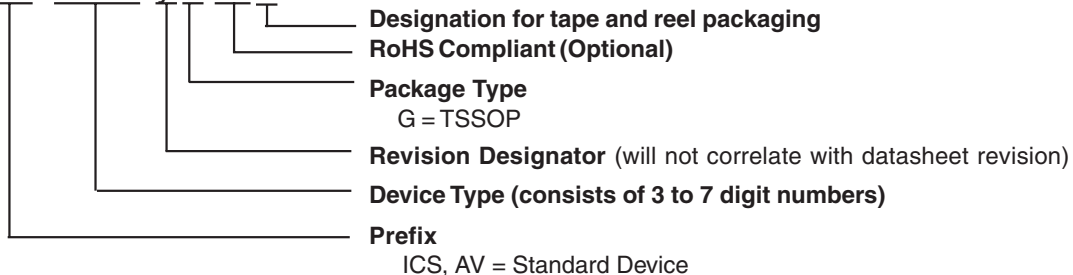 Designation for tape and reel packaging
RoHS Compliant (Optional)
Package Type
G = TSSOP
Revision Designator (will not correlate with datasheet revision)
Device Type (consists of 3 to 7 digit numbers)
Prefix
ICS, AV = Standard Device